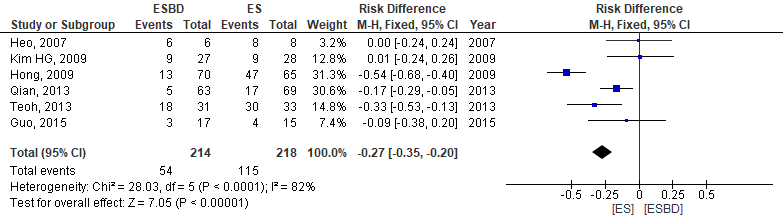 ESBD ES Risk Difference Risk Difference
Study or Subgroup Events Total Events Total Weight M-H, Fixed, 95% CI Year M-H, Fixed, 95% CI
Heo, 2007 6 6 8 8 3.2% 0.00 [-0.24, 0.24] 2007
Kim HG, 2009 9 27 9 28 12.8% 0.01 [-0.24, 0.26] 2009
Hong, 2009 13 70 47 65 31.3% -0.54 [-0.68, -0.40] 2009
Qian, 2013 5 63 17 69 30.6% -0.17 [-0.29, -0.05] 2013
Teoh, 2013 18 31 30 33 14.8% -0.33 [-0.53, -0.13] 2013
Guo, 2015 3 17 4 15 7.4% -0.09 [-0.38, 0.20] 2015
Total (95% CI) 214 218 100.0% -0.27 [-0.35, -0.20]
Total events 54 115
Heterogeneity: Chi² = 28.03, df = 5 (P < 0.0001); I² = 82%
Test for overall effect: Z = 7.05 (P < 0.00001)
-0.5 -0.25 0 0.25 0.5
[ES] [ESBD]